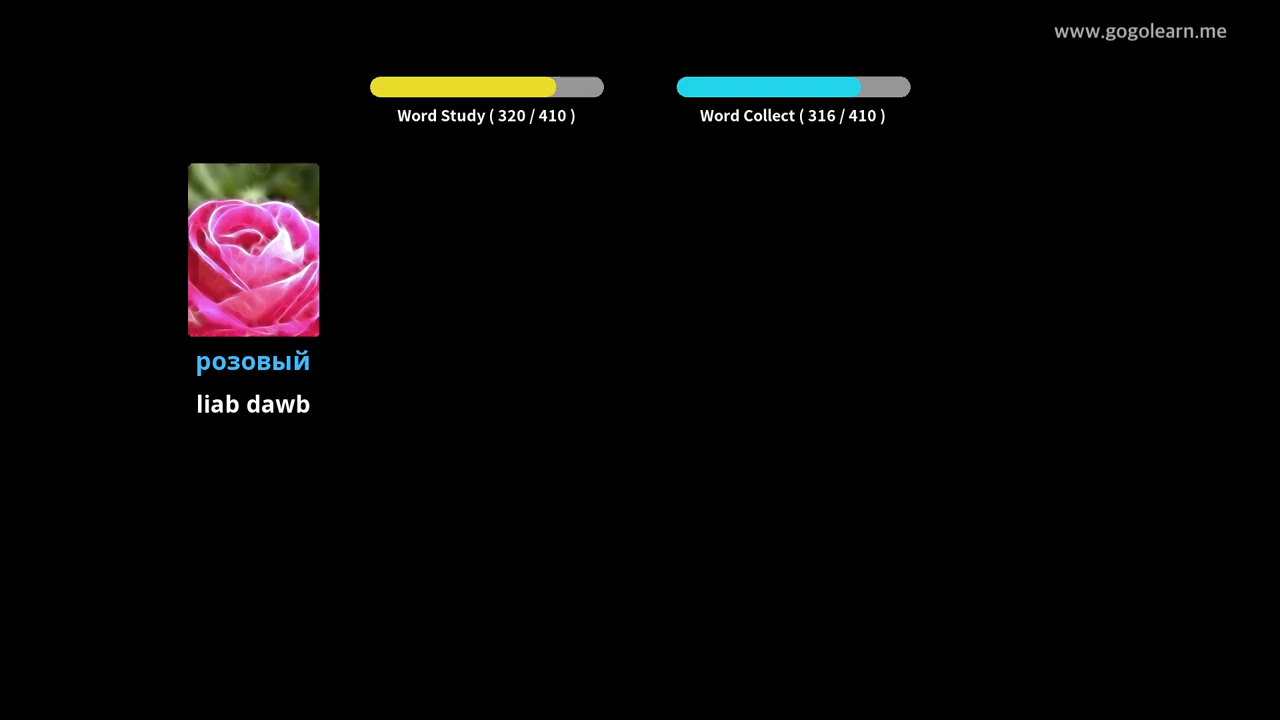 www.gogolearn.me
Word Study ( 320 / 410 )
Word Collect ( 316 / 410 )
розовый
liab dawb